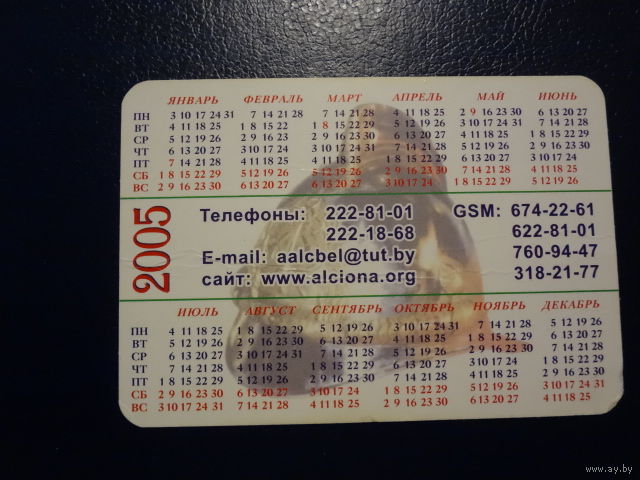 ЯНВАРЬ ФЕВРАЛЬ МАРТ АПРЕЛЬ МАЙ ИЮНЬ
ПН 3 10 17 24 31 7 14 21 28 7 14 21 28 4 11 18 25 2 9 16 23 30 6 13 20 27
ВТ 4 11 18 25 1 8 15 22 1 8 15 22 29 5 12 19 26 3 10 17 24 31 7 14 21 28
СР 5 12 19 26 2 9 16 23 2 9 16 23 30 6 13 20 27 4 11 18 25 1 8 15 22 29
ЧТ 6 13 20 27 3 10 17 24 3 10 17 24 31 7 14 21 28 5 12 19 26 2 9 16 23 30
ПТ 7 14 21 28 4 11 18 25 4 11 18 25 1 8 15 22 29 6 13 20 27 3 10 17 24
СБ 1 8 15 22 29 5 12 19 26 5 12 19 26 2 9 16 23 30 7 14 21 28 4 11 18 25
ВС 2 9 16 23 30 6 13 20 27 6 13 20 27 3 10 17 24 1 8 15 22 29 5 12 19 26
2005
Телефоны: 222-81-01 GSM: 674-22-61
222-18-68 622-81-01
E-mail: aalcbel@tut.by 760-94-47
сайт: www.alciona.org 318-21-77
ИЮЛЬ АВГУСТ СЕНТЯБРЬ ОКТЯБРЬ НОЯБРЬ ДЕКАБРЬ
ПН 4 11 18 25 1 8 15 22 29 5 12 19 26 3 10 17 24 31 7 14 21 28 5 12 19 26
ВТ 5 12 19 26 2 9 16 23 30 6 13 20 27 4 11 18 25 1 8 15 22 29 6 13 20 27
СР 6 13 20 27 3 10 17 24 31 7 14 21 28 5 12 19 26 2 9 16 23 30 7 14 21 28
ЧТ 7 14 21 28 4 11 18 25 1 8 15 22 29 6 13 20 27 3 10 17 24 1 8 15 22 29
ПТ 1 8 15 22 29 5 12 19 26 2 9 16 23 30 7 14 21 28 4 11 18 25 2 9 16 23 30
СБ 2 9 16 23 30 6 13 20 27 3 10 17 24 1 8 15 22 29 5 12 19 26 3 10 17 24 31
ВС 3 10 17 24 31 7 14 21 28 4 11 18 25 2 9 16 23 30 6 13 20 27 4 11 18 25
www.ay.by